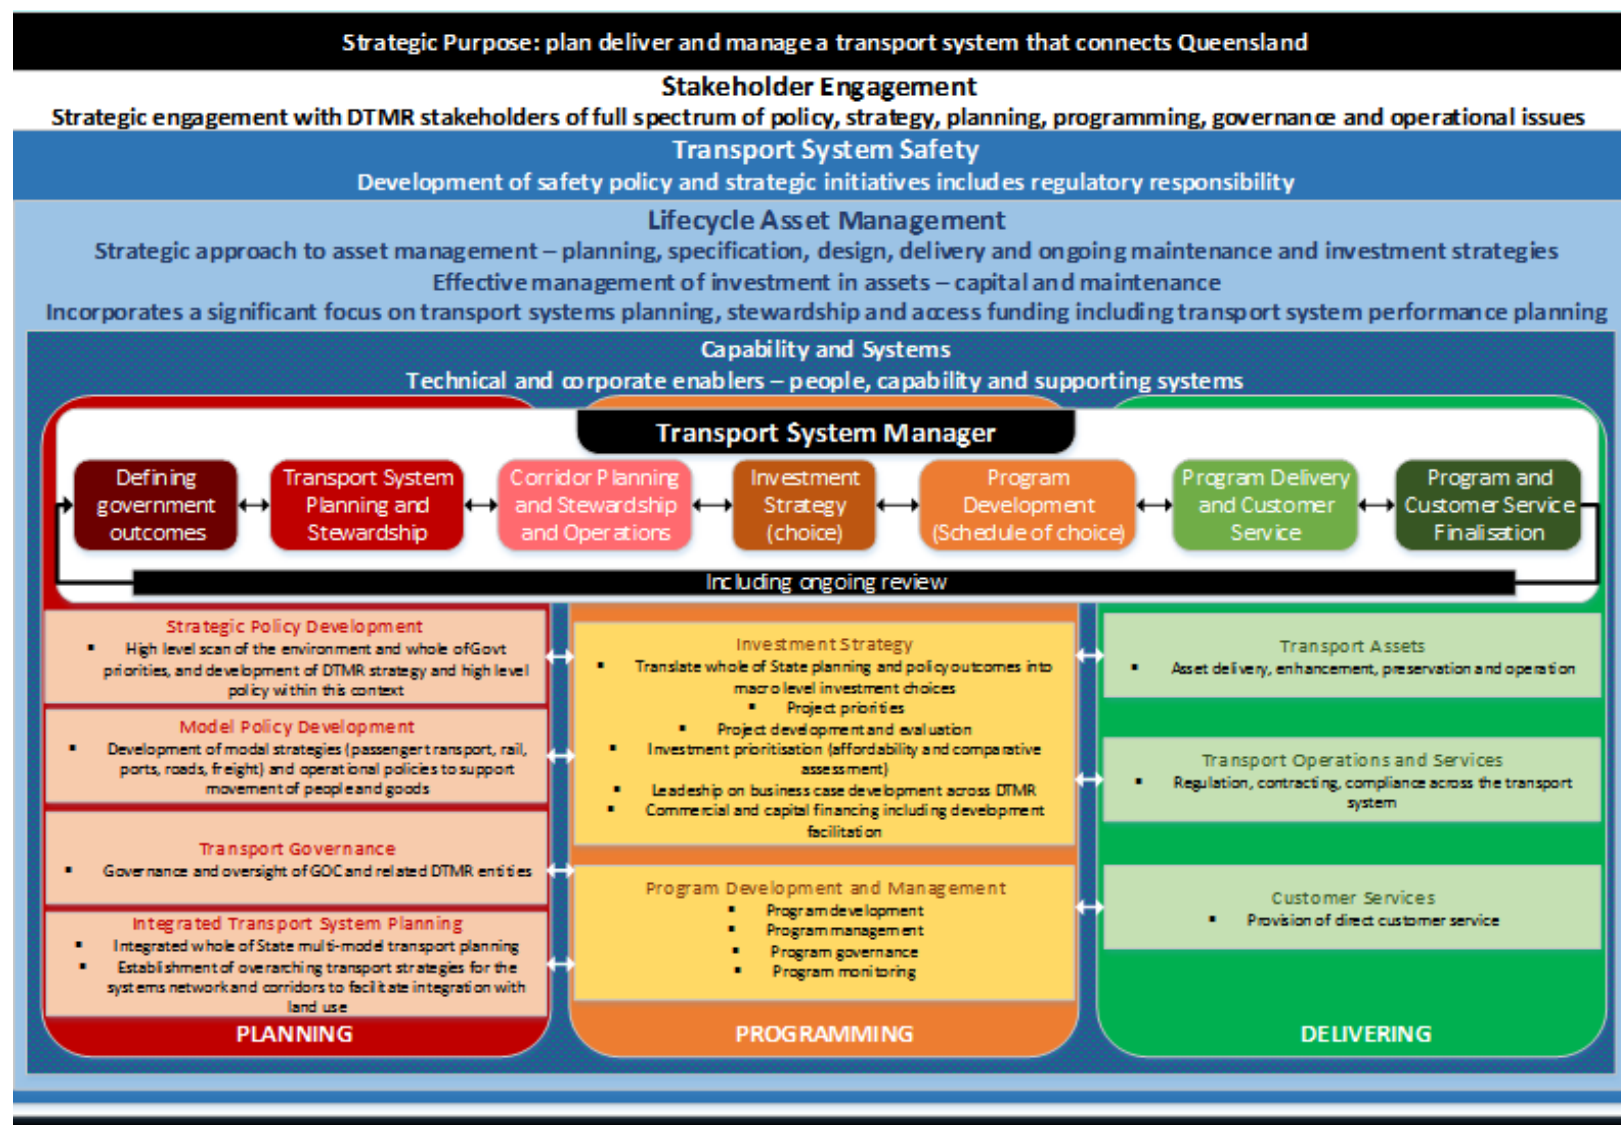 Strategic Purpose: plan deliver and manage a transport system that connects Queensland
Stakeholder Engagement
Strategic engagement with DTMR stakeholders of full spectrum of policy, strategy, planning, programming, governance and operational issues
Transport System Safety
Development of safety policy and strategic initiatives includes regulatory responsibility
Lifecycle Asset Management
Strategic approach to asset management – planning, specification, design, delivery and ongoing maintenance and investment strategies
Effective management of investment in assets – capital and maintenance
Incorporates a significant focus on transport systems planning, stewardship and access funding including transport system performance planning
Capability and Systems
Technical and corporate enablers – people, capability and supporting systems
Transport System Manager
Defining
government
outcomes
Transport System
Planning and
Stewardship
Corridor Planning
and Stewardship
and Operations
Investment
Strategy
(choice)
Program
Development
(Schedule of choice)
Program Delivery
and Customer
Service
Program and
Customer Service
Finalisation
Including ongoing review
Strategic Policy Development
▪ High level scan of the environment and whole of Govt
priorities, and development of DTMR strategy and high level
policy within this context
Model Policy Development
▪ Development of modal strategies (passenger transport, rail,
ports, roads, freight) and operational policies to support
movement of people and goods
Transport Governance
▪ Governance and oversight of GOC and related DTMR entities
Integrated Transport System Planning
▪ Integrated whole of State multi-model transport planning
▪ Establishment of overarching transport strategies for the
systems network and corridors to facilitate integration with
land use
PLANNING
Investment Strategy
▪ Translate whole of State planning and policy outcomes into
macro level investment choices
▪ Project priorities
▪ Project development and evaluation
▪ Investment prioritisation (affordability and comparative
assessment)
▪ Leadeship on business case development across DTMR
▪ Commercial and capital financing including development
facilitation
Program Development and Management
▪ Program development
▪ Program management
▪ Program governance
▪ Program monitoring
PROGRAMMING
Transport Assets
▪ Asset delivery, enhancement, preservation and operation
Transport Operations and Services
▪ Regulation, contracting, compliance across the transport
system
Customer Services
▪ Provision of direct customer service
DELIVERING